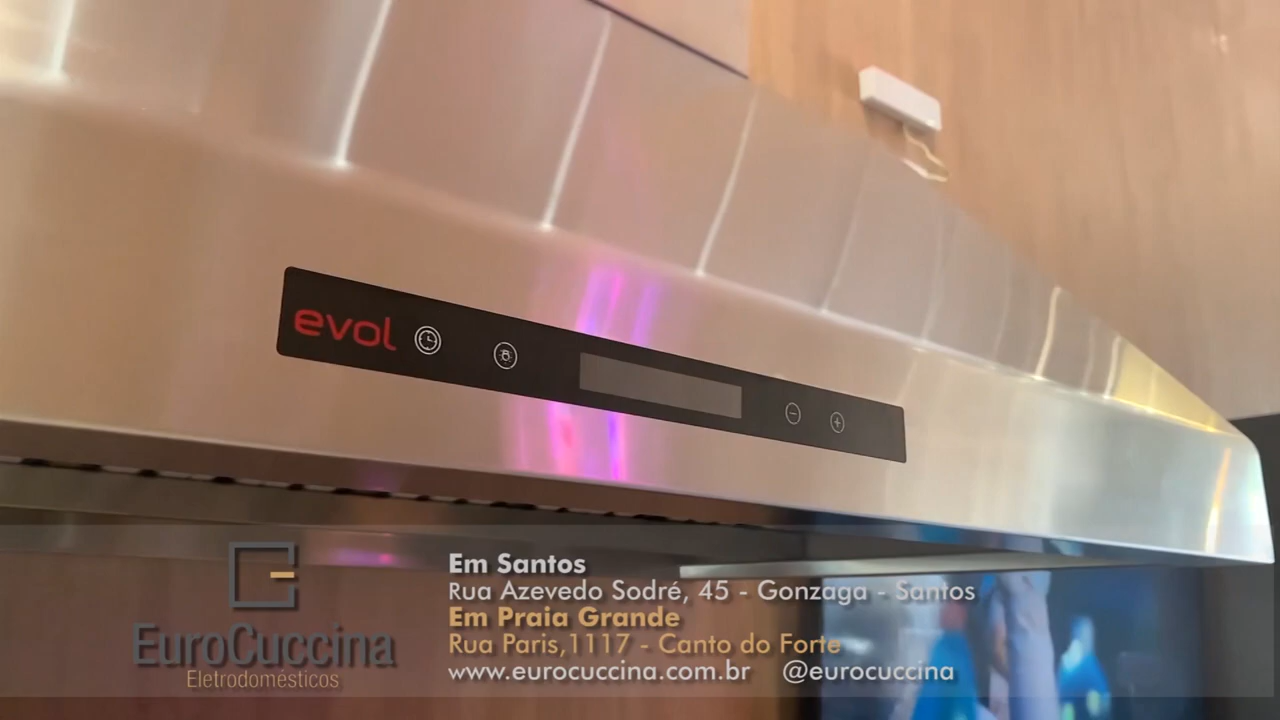 evol
EuroCuccina
Eletrodomésticos
Em Santos
Rua Azevedo Sodré, 45 - Gonzaga - Santos
Em Praia Grande
Rua Paris,1117 - Canto do Forte
www.eurocuccina.com.br @eurocuccina